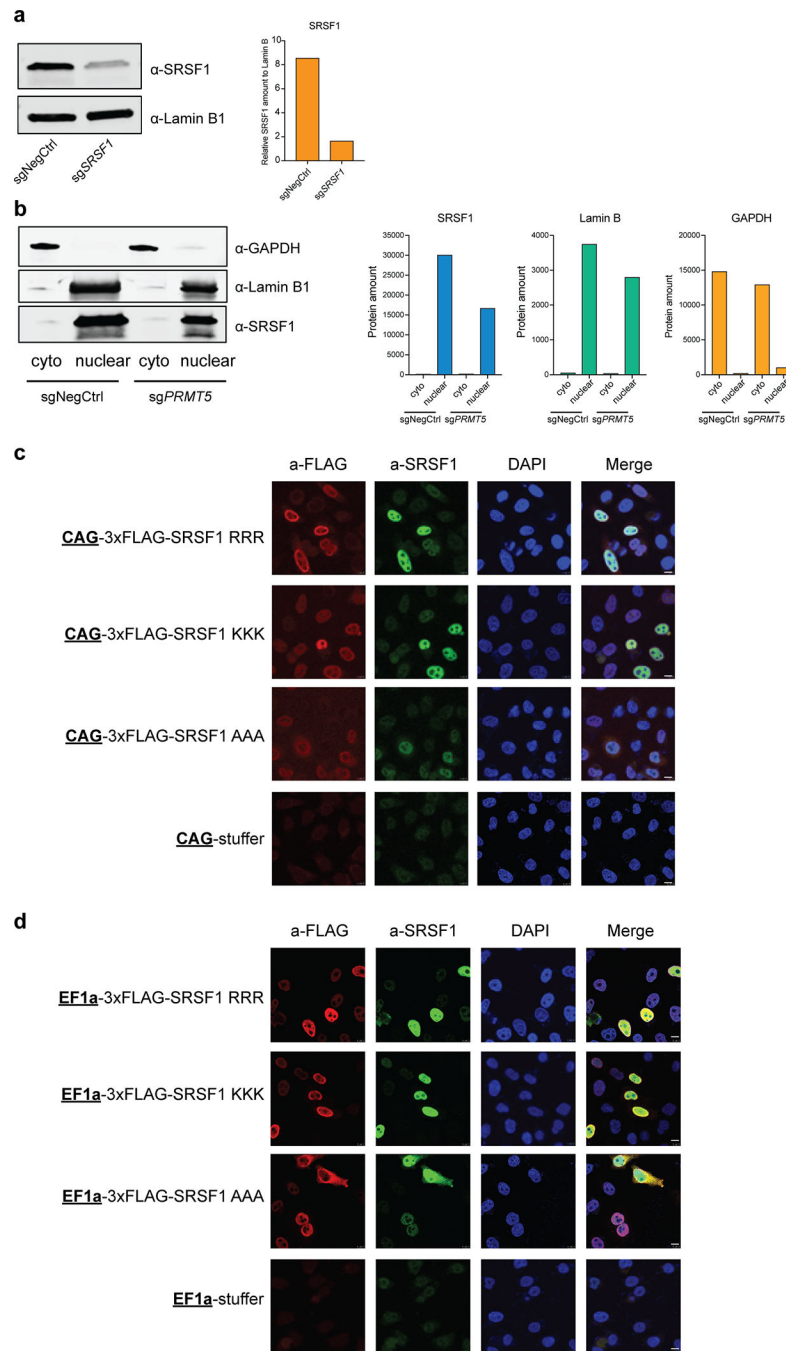 a
α-SRSF1
α-Lamin B1
sgNegCtrl
sgSRSF1
SRSF1
Relative SRSF1 amount to Lamin B
10
8
6
4
2
0
sgNegCtrl
sgSRSF1
b
α-GAPDH
α-Lamin B1
α-SRSF1
cyto nuclear cyto nuclear
sgNegCtrl sgPRMT5
SRSF1
Protein amount
35000
30000
25000
20000
15000
10000
5000
0
cyto nuclear cyto nuclear
sgNegCtrl sgPRMT5
Lamin B
Protein amount
4000
3000
2000
1000
0
cyto nuclear cyto nuclear
sgNegCtrl sgPRMT5
GAPDH
Protein amount
20000
15000
10000
5000
0
cyto nuclear cyto nuclear
sgNegCtrl sgPRMT5
c
a-FLAG a-SRSF1 DAPI Merge
CAG-3xFLAG-SRSF1 RRR
CAG-3xFLAG-SRSF1 KKK
CAG-3xFLAG-SRSF1 AAA
CAG-stuffer
d
a-FLAG a-SRSF1 DAPI Merge
EF1a-3xFLAG-SRSF1 RRR
EF1a-3xFLAG-SRSF1 KKK
EF1a-3xFLAG-SRSF1 AAA
EF1a-stuffer